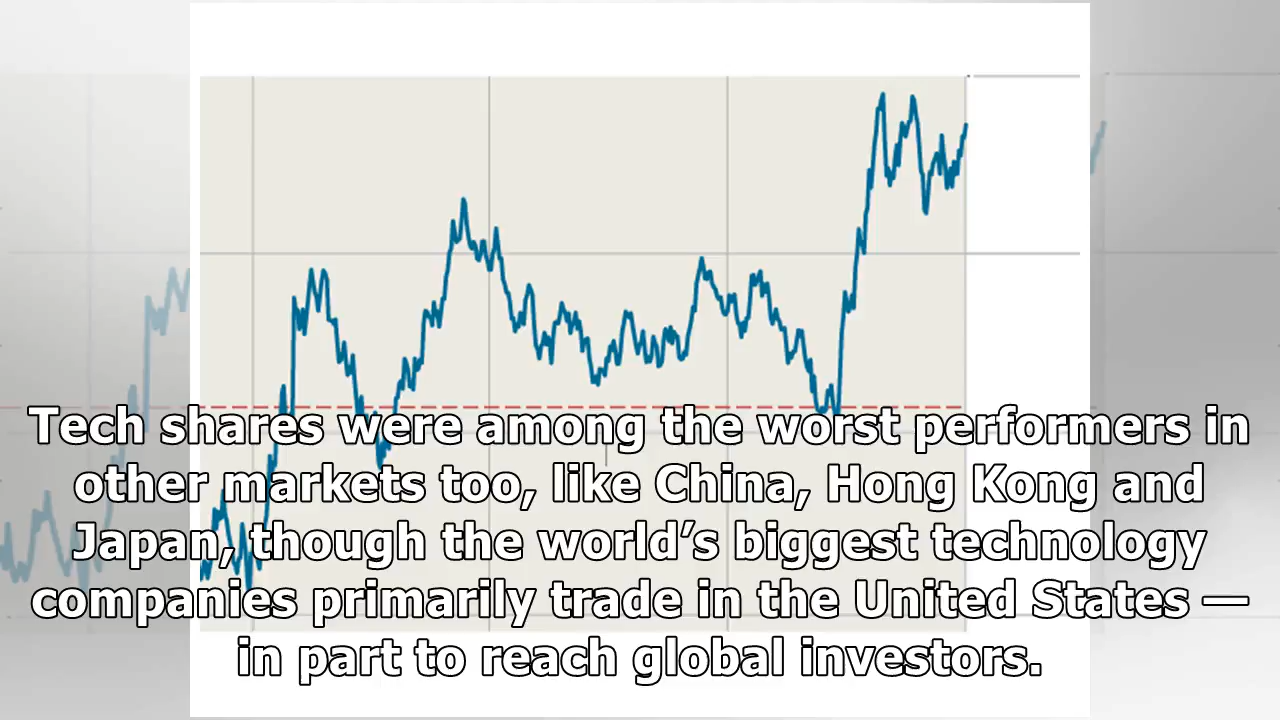 Tech shares were among the worst performers in
other markets too, like China, Hong Kong and
Japan, though the world’s biggest technology
companies primarily trade in the United States —
in part to reach global investors.